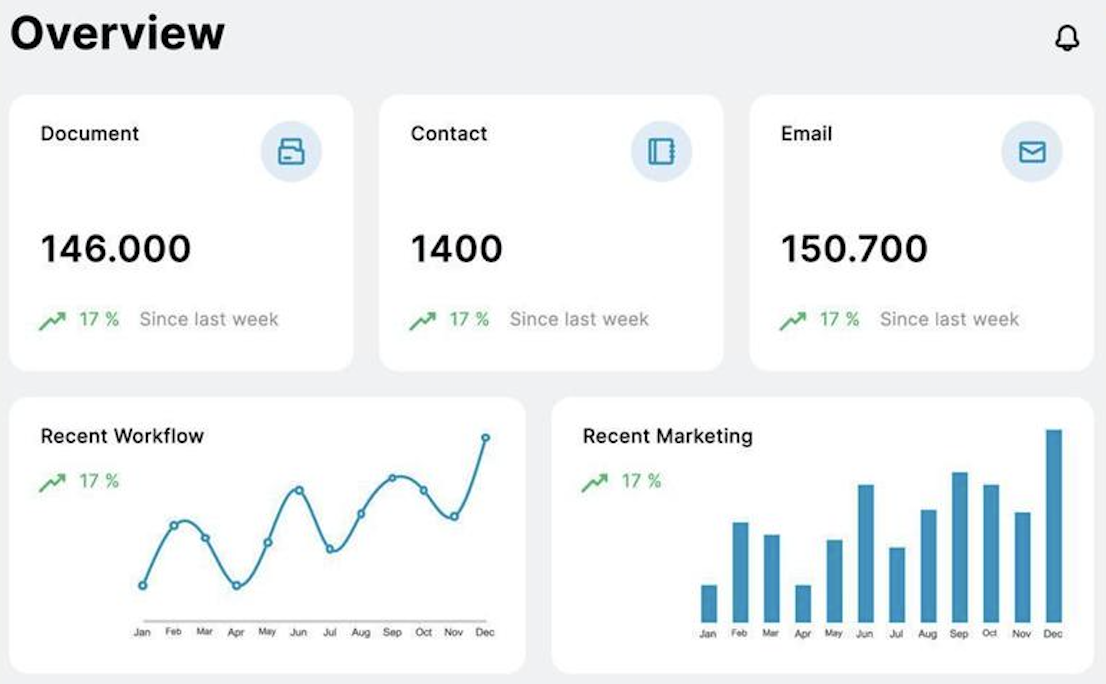 Overview
Document
146.000
17 % Since last week
Contact
1400
17 % Since last week
Email
150.700
17 % Since last week
Recent Workflow
17 %
Jan Feb Mar Apr May Jun Jul Aug Sep Oct Nov Dec
Recent Marketing
17 %
Jan Feb Mar Apr May Jun Jul Aug Sep Oct Nov Dec